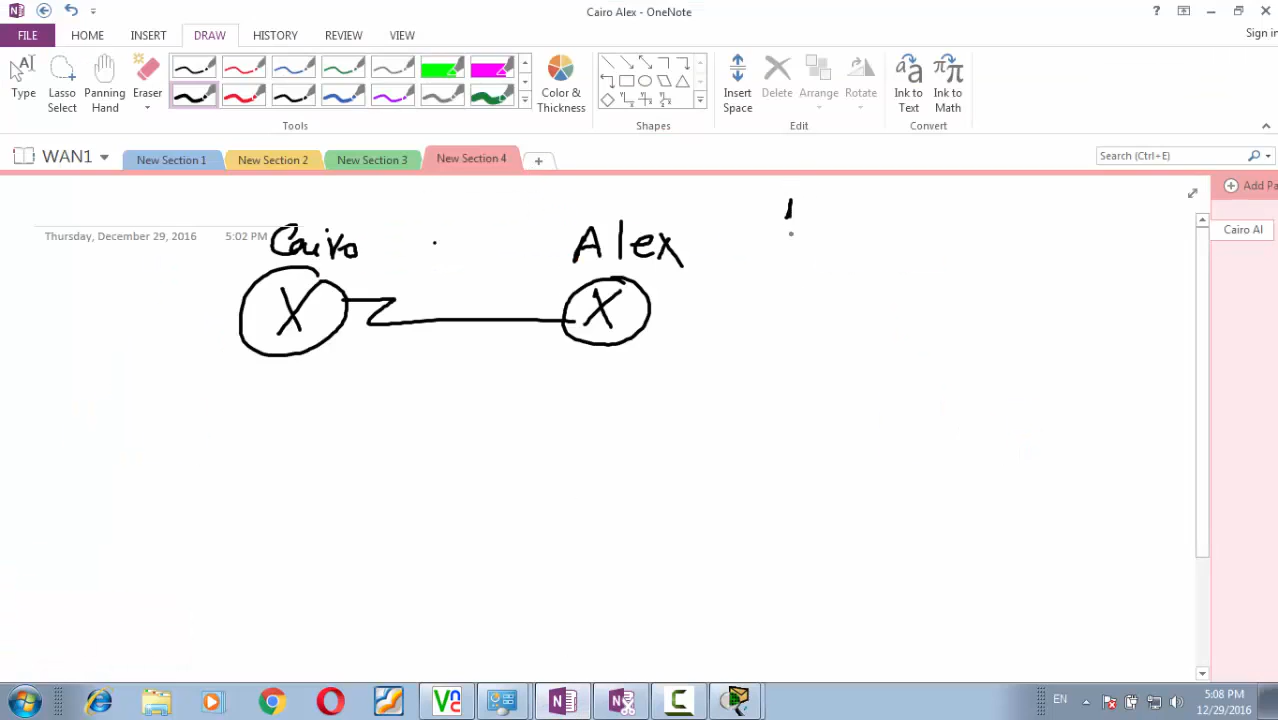 Cairo Alex - OneNote
?
Sign in
FILE HOME INSERT DRAW HISTORY REVIEW VIEW
Type
Lasso Select
Panning Hand
Eraser
Color & Thickness
Insert Space
Delete
Arrange
Rotate
Ink to Text
Ink to Math
Tools Shapes Edit Convert
WAN1 New Section 1 New Section 2 New Section 3 New Section 4 Search (Ctrl+E)
Add Pa
Thursday, December 29, 2016 5:02 PM
Cairo Alex
Cairo Al
X X
EN
5:08 PM
12/29/2016